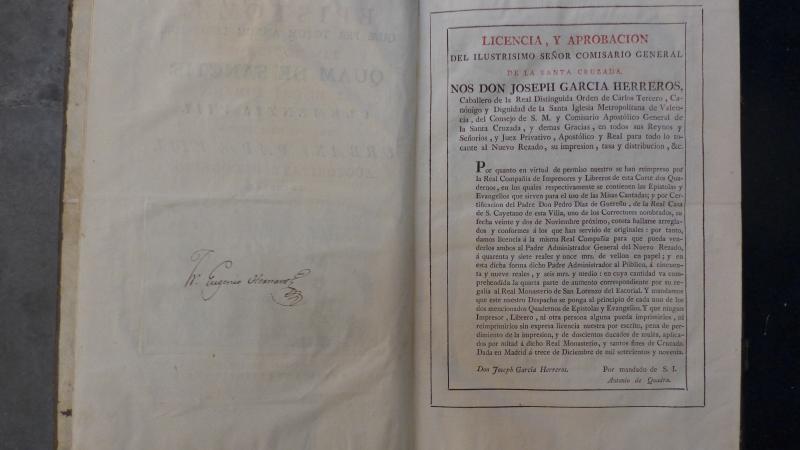 Eugenio
LICENCIA, Y APROBACION
DEL ILUSTRISIMO SEÑOR COMISARIO GENERAL
DE LA SANTA CRUZADA.
NOS DON JOSEPH GARCIA HERREROS,
Caballero de la Real Distinguida Orden de Carlos Tercero, Ca-
nónigo y Dignidad de la Santa Iglesia Metropolitana de Valen-
cia, del Consejo de S. M. y Comisario Apostólico General de
la Santa Cruzada, y demas Gracias, en todos sus Reynos y
Señorios, y Juez Privativo, Apostólico y Real para todo lo to-
cante al Nuevo Rezado, su impresion, tasa y distribucion, &c.
Por quanto en virtud de permiso nuestro se han reimpreso por
la Real Compañia de Impresores y Libreros de esta Corte dos Qua-
dernos, en los quales respectivamente se contienen las Epistolas y
Evangelios que sirven para el uso de las Misas Cantadas; y por Cer-
tificacion del Padre Don Pedro Diaz de Guereñu, de la Real Casa
de S. Cayetano de esta Villa, uno de los Correctores nombrados, su
fecha veinte y dos de Noviembre próximo, consta hallarse arregla-
dos y conformes á los que han servido de originales: por tanto,
damos licencia á la misma Real Compañia para que pueda ven-
derlos ambos al Padre Administrador General del Nuevo Rezado,
á quarenta y siete reales y once mrs. de vellon en papel; y en
esta dicha forma dicho Padre Administrador al Público, á cincuen-
ta y nueve reales, y seis mrs. y medio: en cuya cantidad va com-
prehendida la quarta parte de aumento correspondiente por su re-
galía al Real Monasterio de San Lorenzo del Escorial. Y mandamos
que este nuestro Despacho se ponga al principio de cada uno de los
dos mencionados Quadernos de Epistolas y Evangelios. Y que ningun
Impresor, Librero, ni otra persona alguna pueda imprimirlos, ni
reimprimirlos sin expresa licencia nuestra por escrito, pena de per-
dimiento de la impresion, y de doscientos ducados de multa, aplica-
dos por mitad á dicho Real Monasterio, y santos fines de Cruzada.
Dada en Madrid á trece de Diciembre de mil setecientos y noventa.
Don Joseph García Herreros. Por mandado de S. I.
Antonio de Quadra.